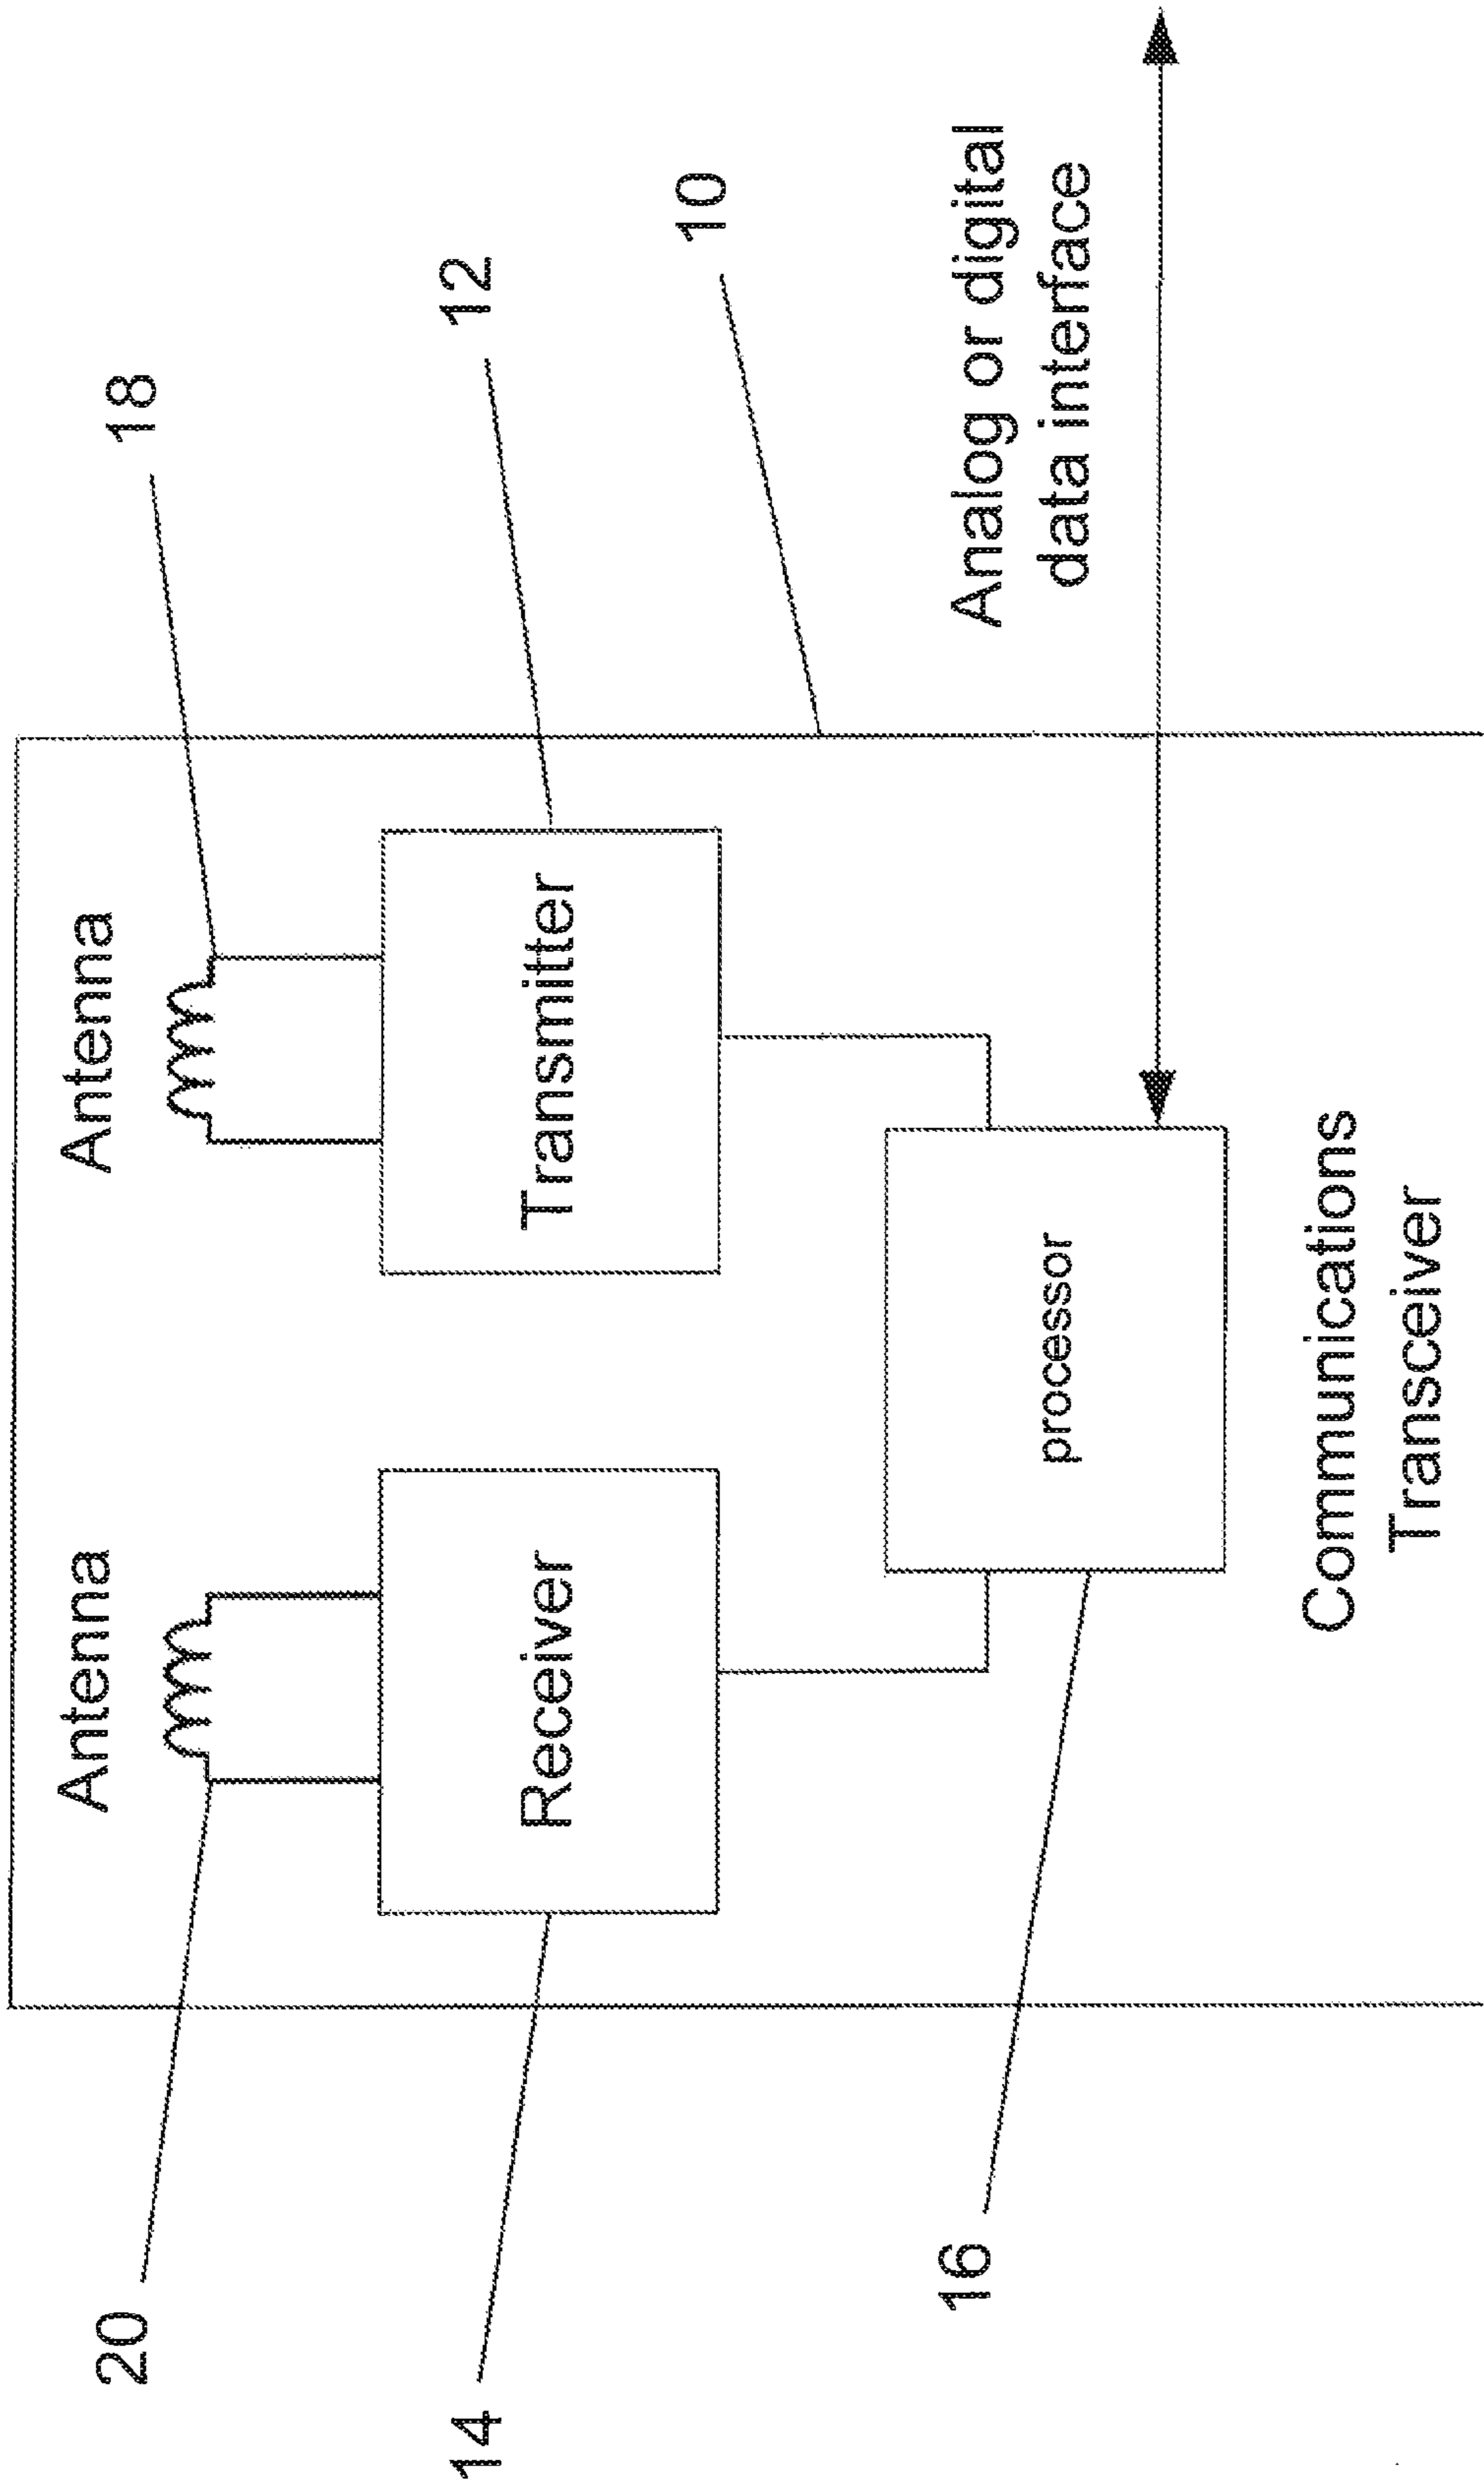 Antenna
Antenna
20
18
Receiver
Transmitter
14
12
10
processor
16
Analog or digital
data interface
Communications
Transceiver